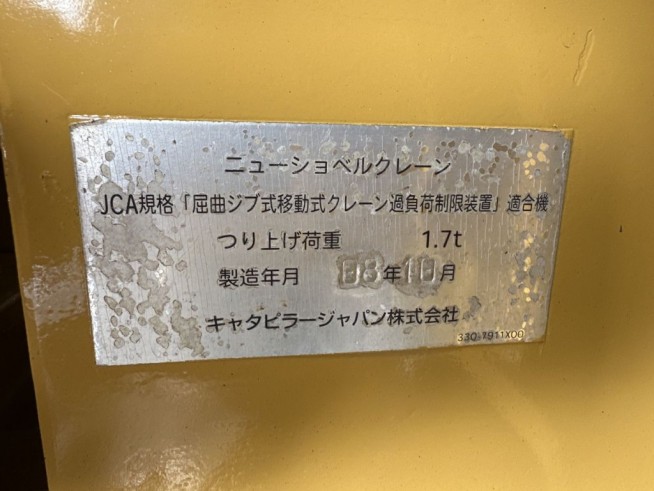 ニューショベルクレーン
JCA規格「屈曲ジブ式移動式クレーン過負荷制限装置」適合機
つり上げ荷重 1.7t
製造年月 年 月
キャタピラージャパン株式会社
330-7911X00